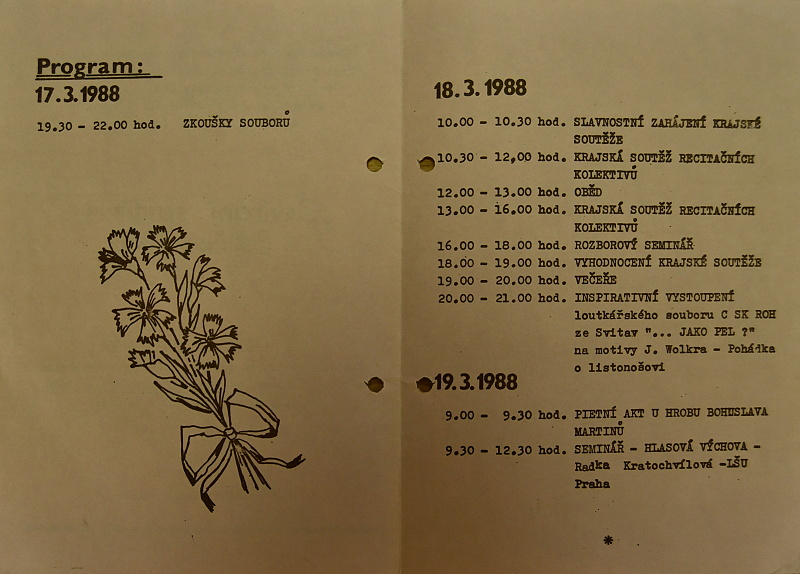 Program:
17.3.1988
19.30 - 22.00 hod. ZKOUŠKY SOUBORŮ
18.3.1988
10.00 - 10.30 hod. SLAVNOSTNÍ ZAHÁJENÍ KRAJSKÉ
SOUTĚŽE
10.30 - 12,00 hod. KRAJSKÁ SOUTĚŽ RECITAČNÍCH
KOLEKTIVŮ
12.00 - 13.00 hod. OBĚD
13.00 - 16.00 hod. KRAJSKÁ SOUTĚŽ RECITAČNÍCH
KOLEKTIVŮ
16.00 - 18.00 hod. ROZBOROVÝ SEMINÁŘ
18.00 - 19.00 hod. VYHODNOCENÍ KRAJSKÉ SOUTĚŽE
19.00 - 20.00 hod. VEČEŘE
20.00 - 21.00 hod. INSPIRATIVNÍ VYSTOUPENÍ
loutkářského souboru C SK ROH
ze Svitav "... JAKO PEL ?"
na motivy J. Wolkra - Pohádka
o listonošovi
19.3.1988
9.00 - 9.30 hod. PIETNÍ AKT U HROBU BOHUSLAVA
MARTINŮ
9.30 - 12.30 hod. SEMINÁŘ - HLASOVÁ VÝCHOVA -
Radka Kratochvílová -LŠU
Praha
*